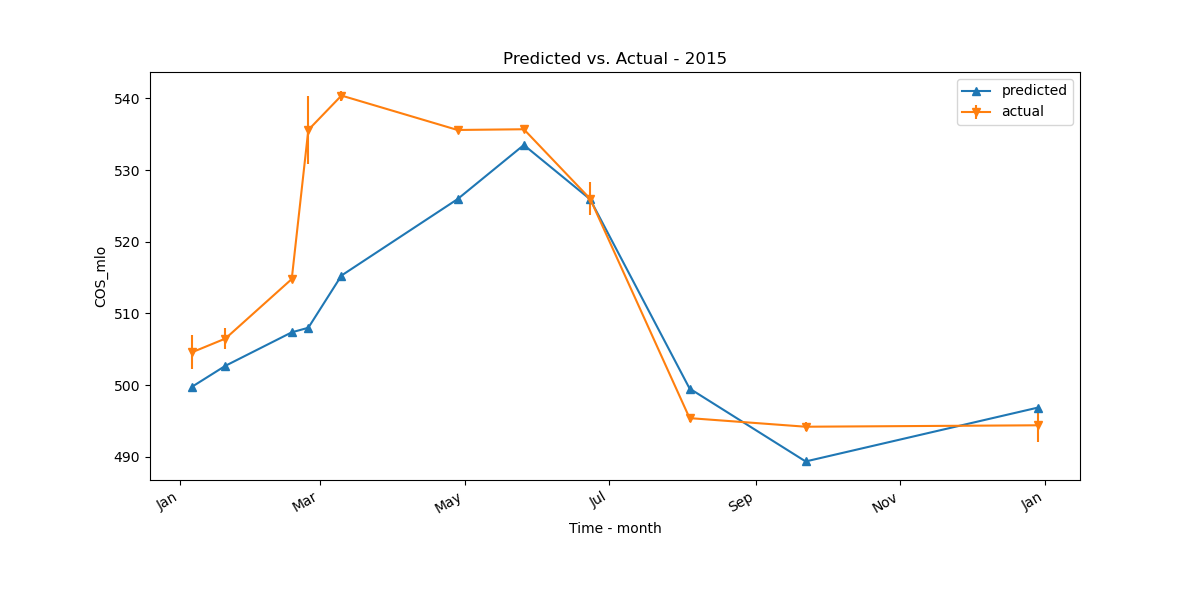 Predicted vs. Actual - 2015
predicted
actual
COS_mlo
540
530
520
510
500
490
Jan
Mar
May
Jul
Sep
Nov
Jan
Time - month